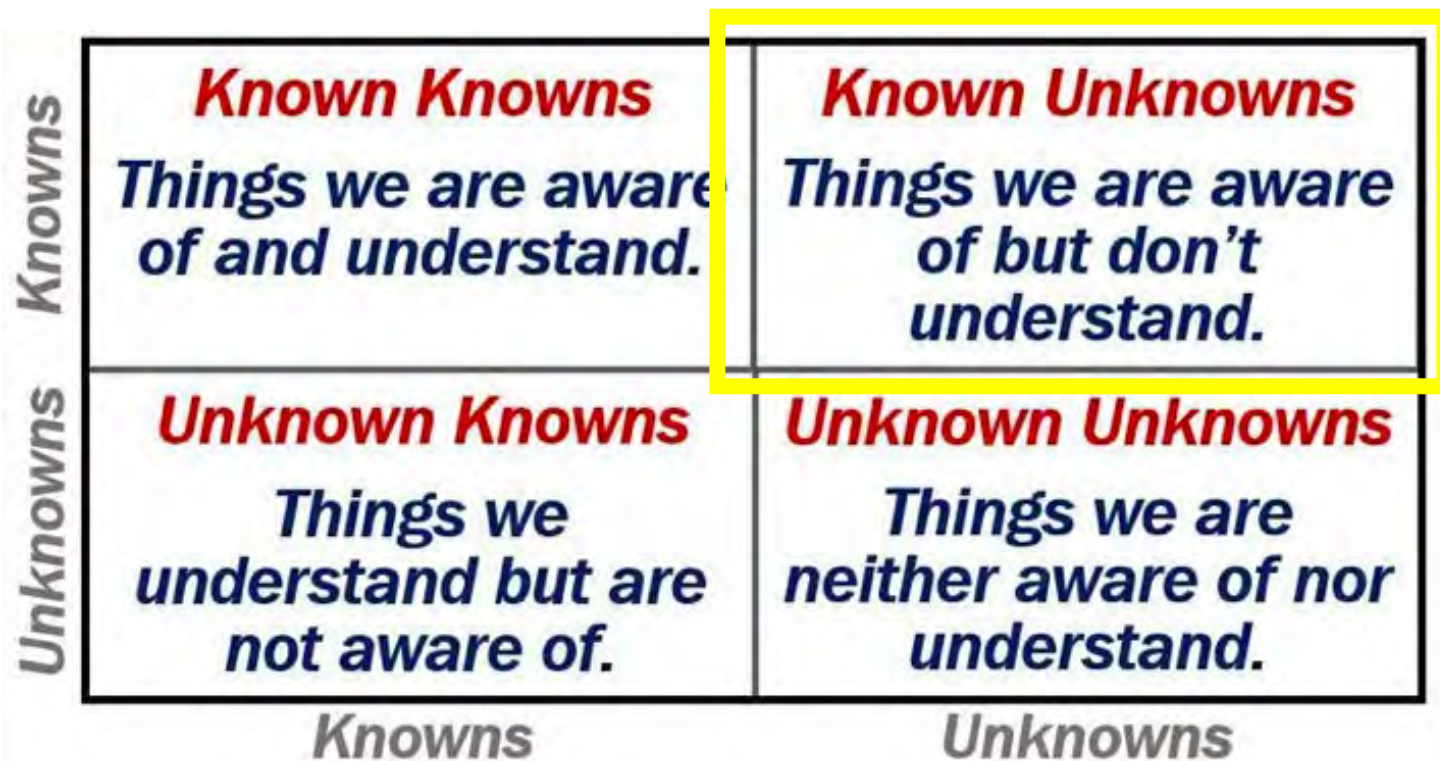 Knowns
Known Knowns
Things we are aware
of and understand.
Known Unknowns
Things we are aware
of but don't
understand.
Unknowns
Unknown Knowns
Things we
understand but are
not aware of.
Unknown Unknowns
Things we are
neither aware of nor
understand.
Knowns
Unknowns